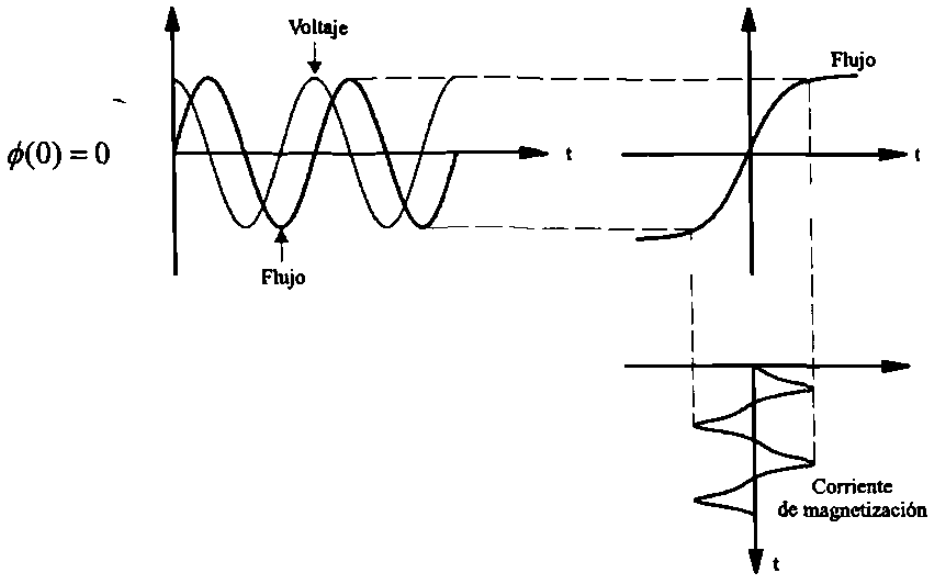 Voltaje
Flujo
ϕ(0) = 0
t
t
Flujo
Corriente
de magnetización
t